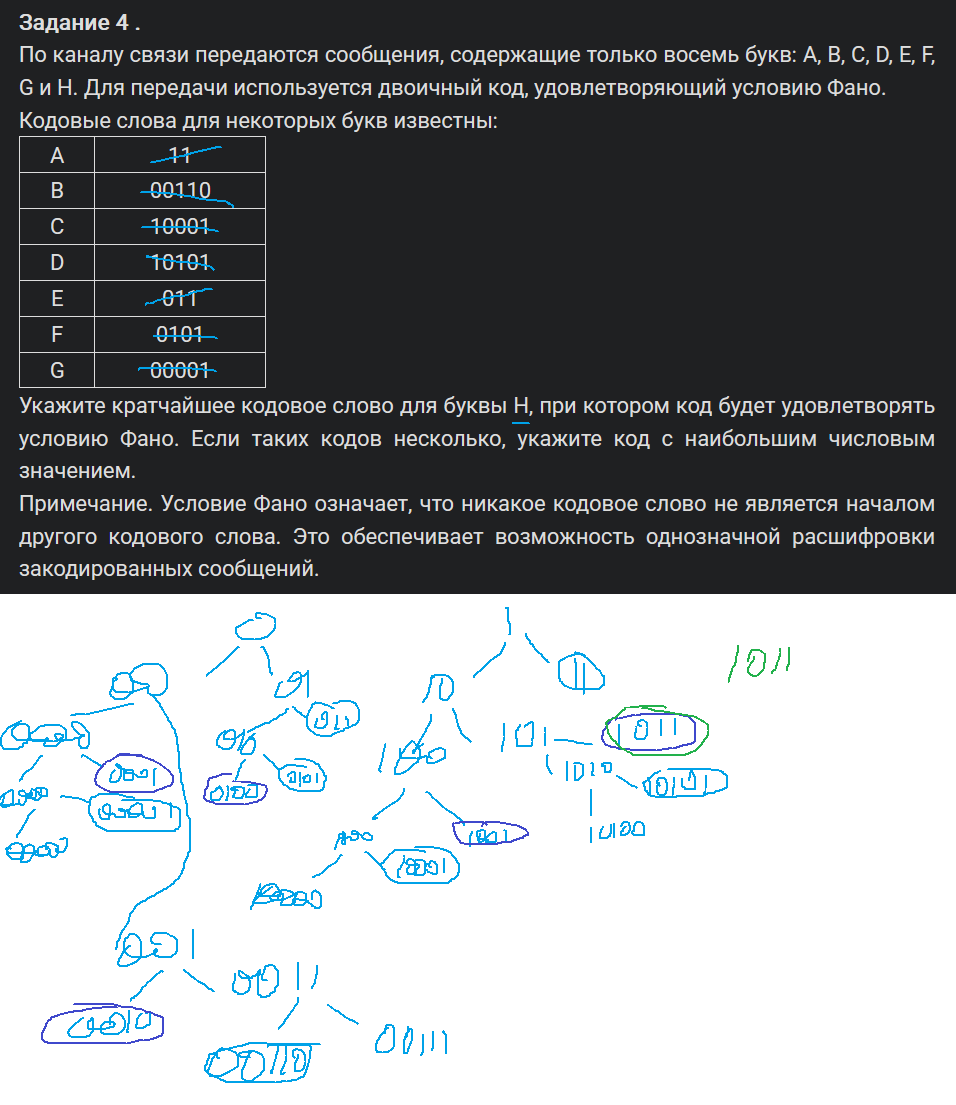 Задание 4 .
По каналу связи передаются сообщения, содержащие только восемь букв: A, B, C, D, E, F,
G и H. Для передачи используется двоичный код, удовлетворяющий условию Фано.
Кодовые слова для некоторых букв известны:
A 11
B 00110
C 10001
D 10101
E 011
F 0101
G 00001
Укажите кратчайшее кодовое слово для буквы H, при котором код будет удовлетворять
условию Фано. Если таких кодов несколько, укажите код с наибольшим числовым
значением.
Примечание. Условие Фано означает, что никакое кодовое слово не является началом
другого кодового слова. Это обеспечивает возможность однозначной расшифровки
закодированных сообщений.
0 1
1011
00 01 10 11
000 011 100 101 1011
010 1010 10101
0001 0100 0101
0000 00001 1001 10100
00000 1000 10001
10000
001
0011
0010
00110 00111